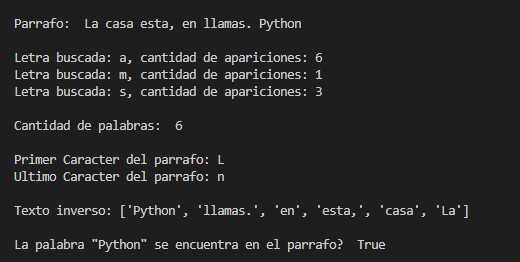 Parrafo:  La casa esta, en llamas. Python
Letra buscada: a, cantidad de apariciones: 6
Letra buscada: m, cantidad de apariciones: 1
Letra buscada: s, cantidad de apariciones: 3
Cantidad de palabras:  6
Primer Caracter del parrafo: L
Ultimo Caracter del parrafo: n
Texto inverso: ['Python', 'llamas.', 'en', 'esta,', 'casa', 'La']
La palabra "Python" se encuentra en el parrafo?  True